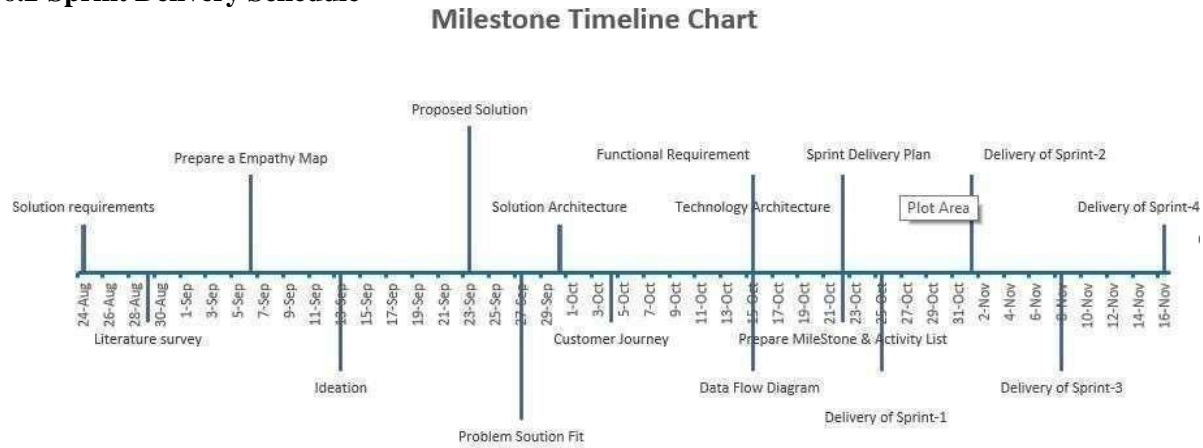 Sprint Delivery Schedule
Milestone Timeline Chart
Proposed Solution
Prepare a Empathy Map
Functional Requirement
Sprint Delivery Plan
Delivery of Sprint-2
Solution requirements
Solution Architecture
Technology Architecture
Plot Area
Delivery of Sprint-4
24-Aug
26-Aug
28-Aug
30-Aug
1-Sep
3-Sep
5-Sep
7-Sep
9-Sep
11-Sep
13-Sep
15-Sep
17-Sep
19-Sep
21-Sep
23-Sep
25-Sep
27-Sep
29-Sep
1-Oct
3-Oct
5-Oct
7-Oct
9-Oct
11-Oct
13-Oct
15-Oct
17-Oct
19-Oct
21-Oct
23-Oct
25-Oct
27-Oct
29-Oct
31-Oct
2-Nov
4-Nov
6-Nov
8-Nov
10-Nov
12-Nov
14-Nov
16-Nov
Literature survey
Customer Journey
Prepare MileStone & Activity List
Ideation
Data Flow Diagram
Delivery of Sprint-3
Delivery of Sprint-1
Problem Soution Fit